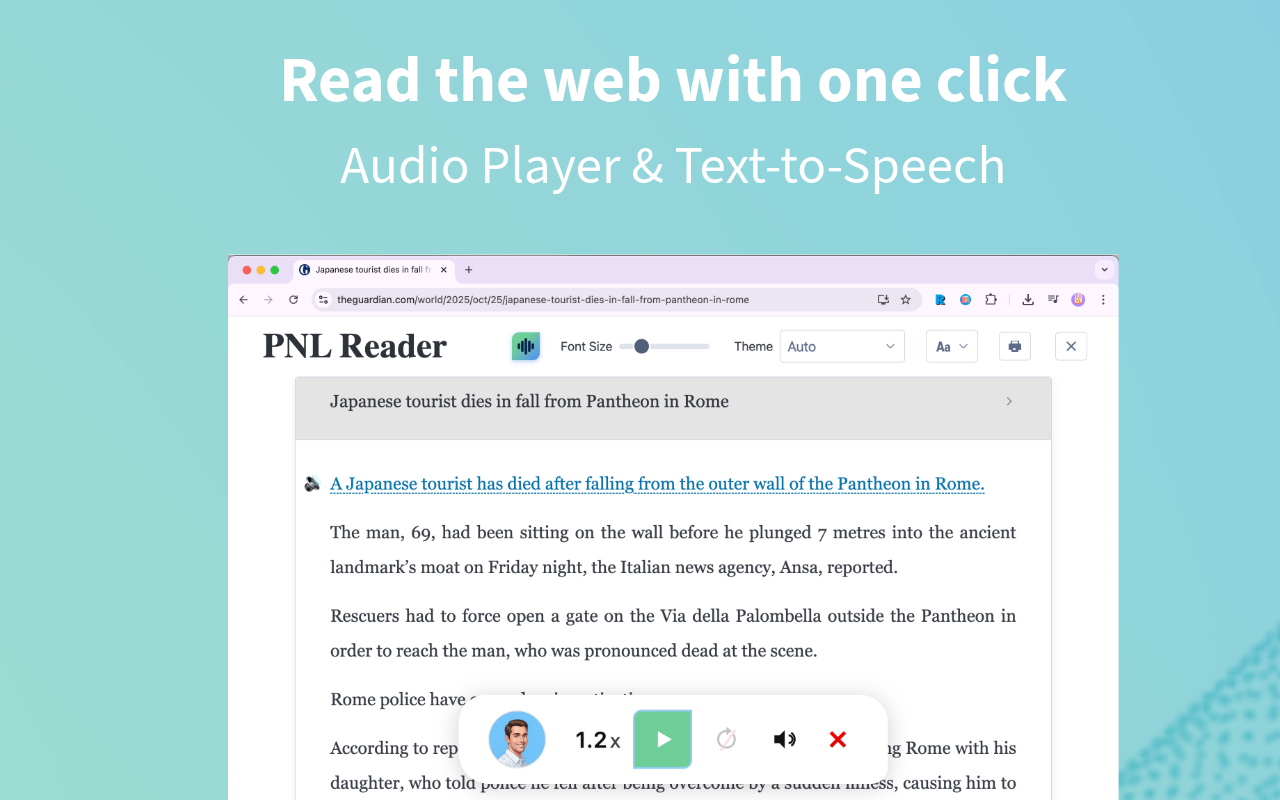 Read the web with one click
Audio Player & Text-to-Speech
Japanese tourist dies in fall fr
theguardian.com/world/2025/oct/25/japanese-tourist-dies-in-fall-from-pantheon-in-rome
PNL Reader
Font Size
Theme
Auto
Aa
Japanese tourist dies in fall from Pantheon in Rome
A Japanese tourist has died after falling from the outer wall of the Pantheon in Rome.
The man, 69, had been sitting on the wall before he plunged 7 metres into the ancient
landmark’s moat on Friday night, the Italian news agency, Ansa, reported.
Rescuers had to force open a gate on the Via della Palombella outside the Pantheon in
order to reach the man, who was pronounced dead at the scene.
Rome police have
According to rep
ng Rome with his
1.2x
daughter, who told police he fell after being overcome by a sudden illness, causing him to